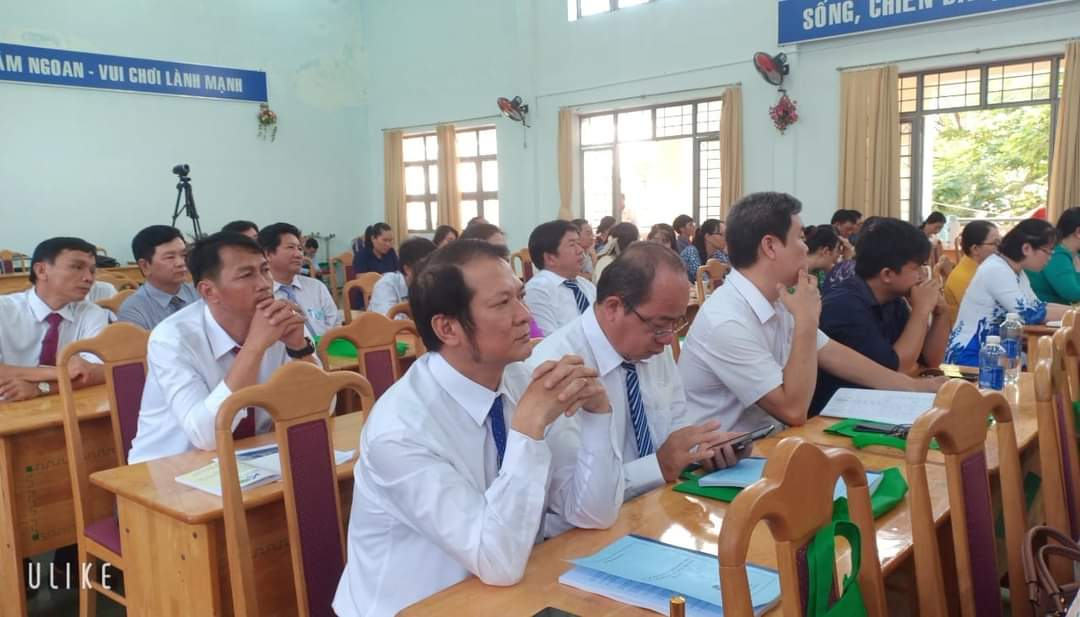 ĂM NGOAN - VUI CHƠI LÀNH MẠNH
SỐNG, CHIẾN
ULIKE